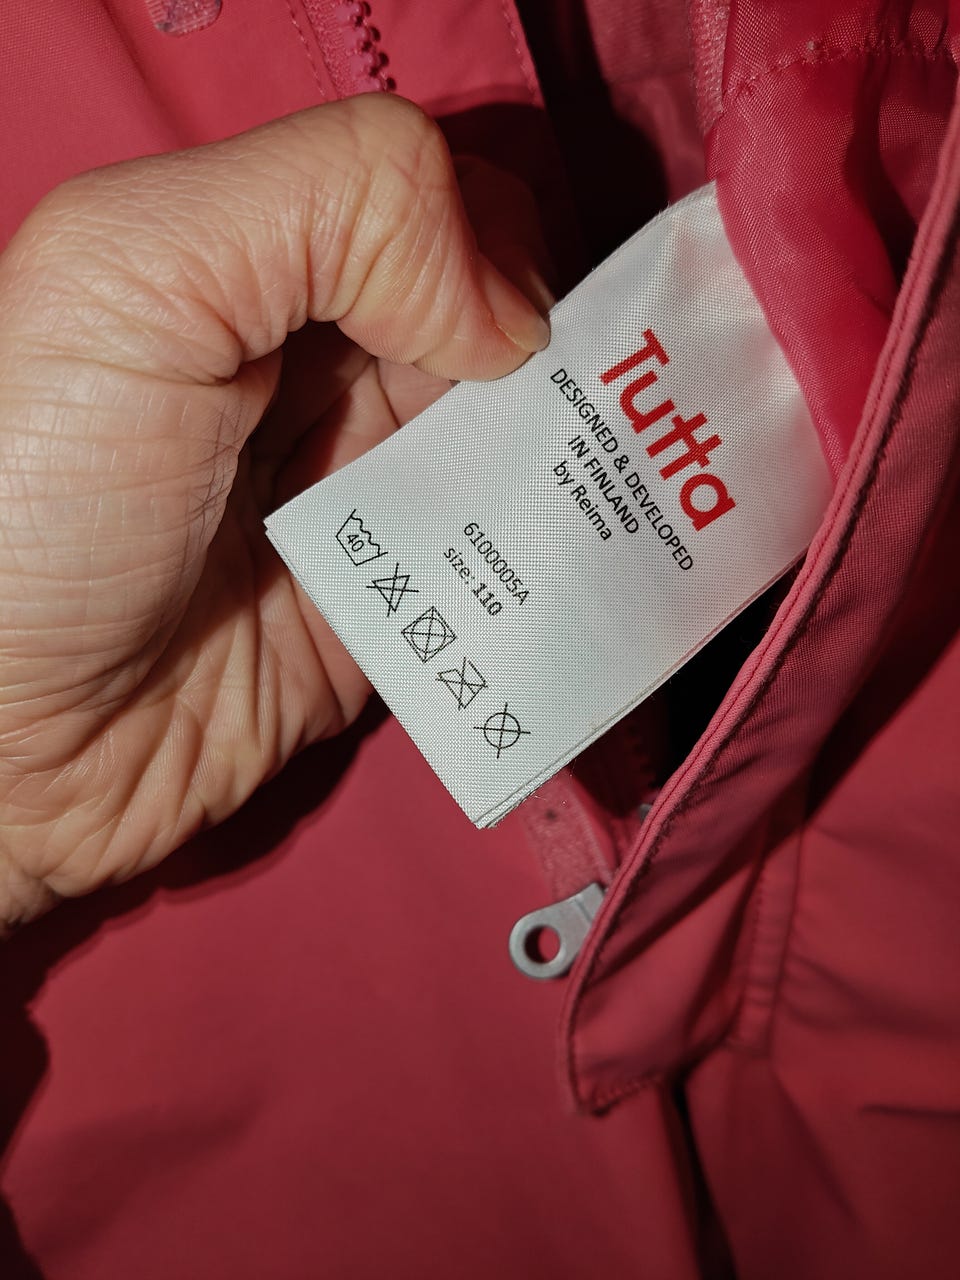 Tutta
DESIGNED & DEVELOPED
IN FINLAND
by Reima
6100005A
size: 110
40